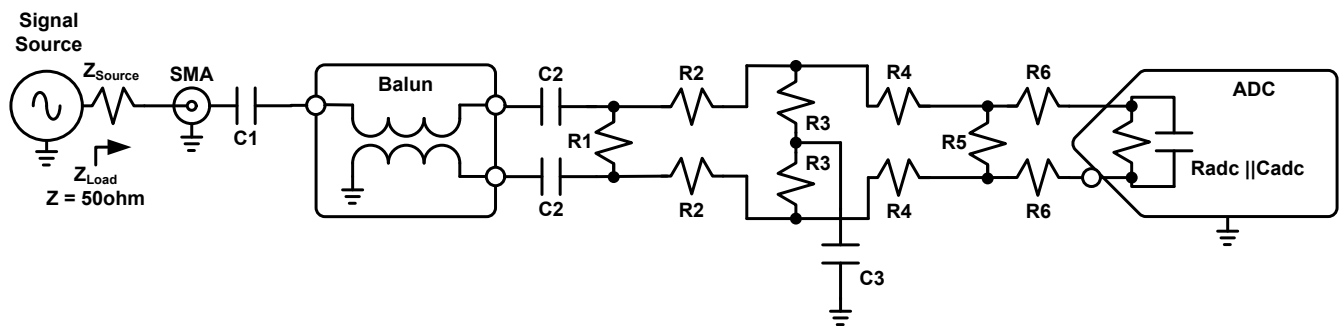 Signal
Source
ZSource
SMA
C1
ZLoad
Z = 50ohm
Balun
C2
C2
R1
R2
R2
R3
R3
C3
R4
R4
R5
R6
R6
ADC
Radc ||Cadc